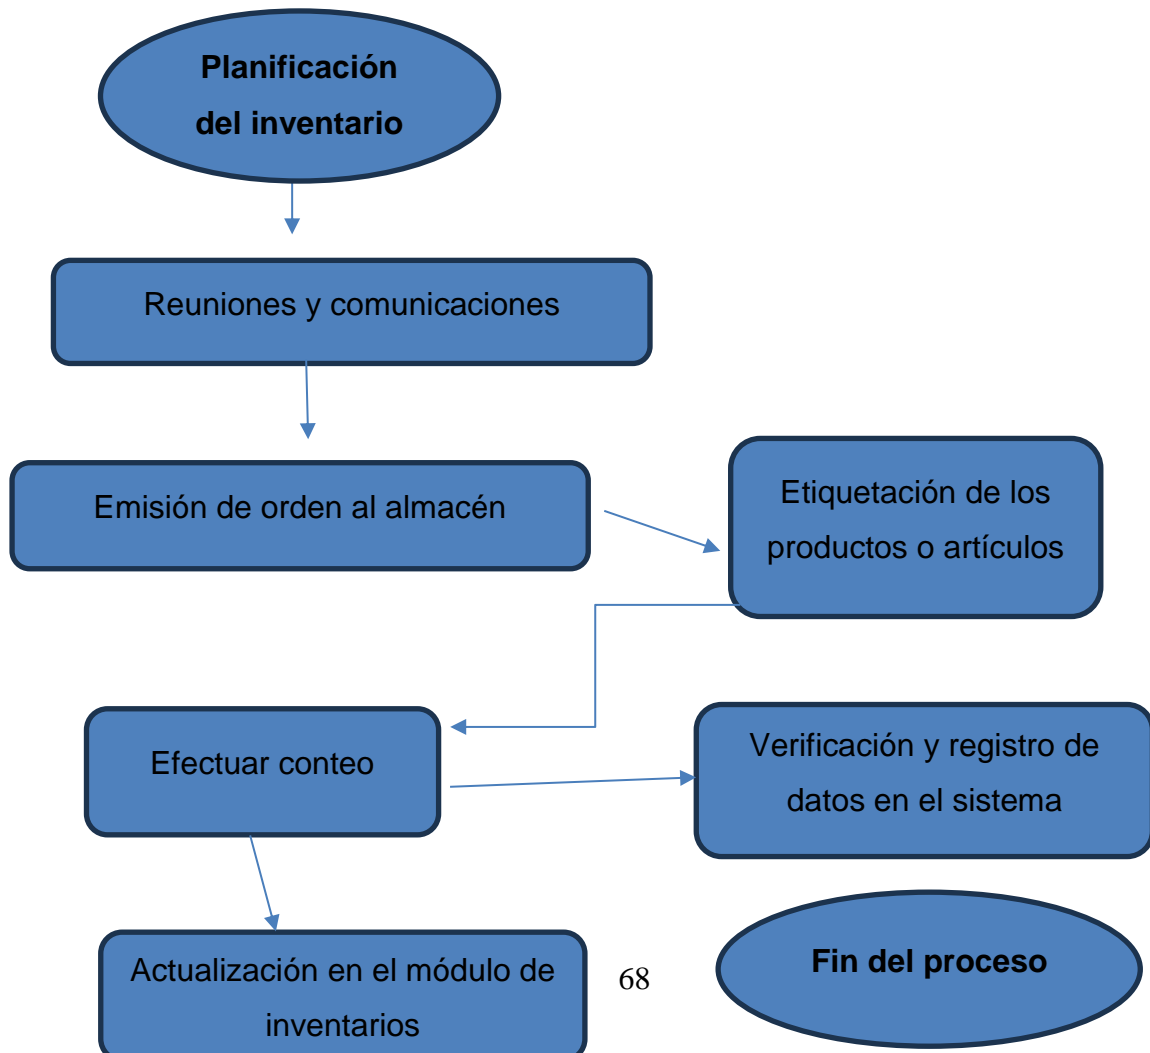 Planificación
del inventario
Reuniones y comunicaciones
Emisión de orden al almacén
Etiquetación de los
productos o artículos
Efectuar conteo
Verificación y registro de
datos en el sistema
Actualización en el módulo de
inventarios
68
Fin del proceso